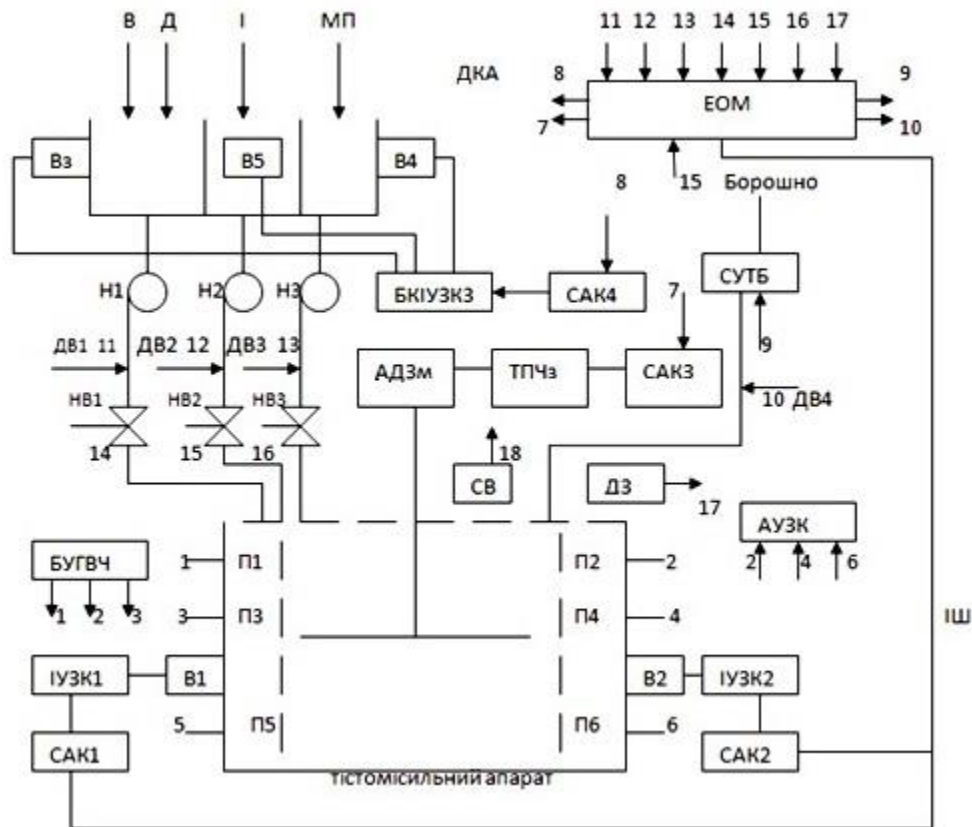 В Д І МП
ДКА
11 12 13 14 15 16 17
8 ЕОМ 9
7 10
Вз В5 В4
15 Борошно
8
Н1 Н2 Н3 БКІУЗКЗ САК4 СУТБ
7
9
ДВ1 11 ДВ2 12 ДВ3 13
АДЗм ТПЧз САКЗ
10 ДВ4
НВ1 НВ2 НВ3
14 15 16 18
СВ ДЗ
17
АУЗК
2 4 6
БУГВЧ
1 2 3
1 П1 П2 2
3 П3 П4 4
ІШ
ІУЗК1 В1 В2 ІУЗК2
5 П5 П6 6
САК1 САК2
тістомісильний апарат